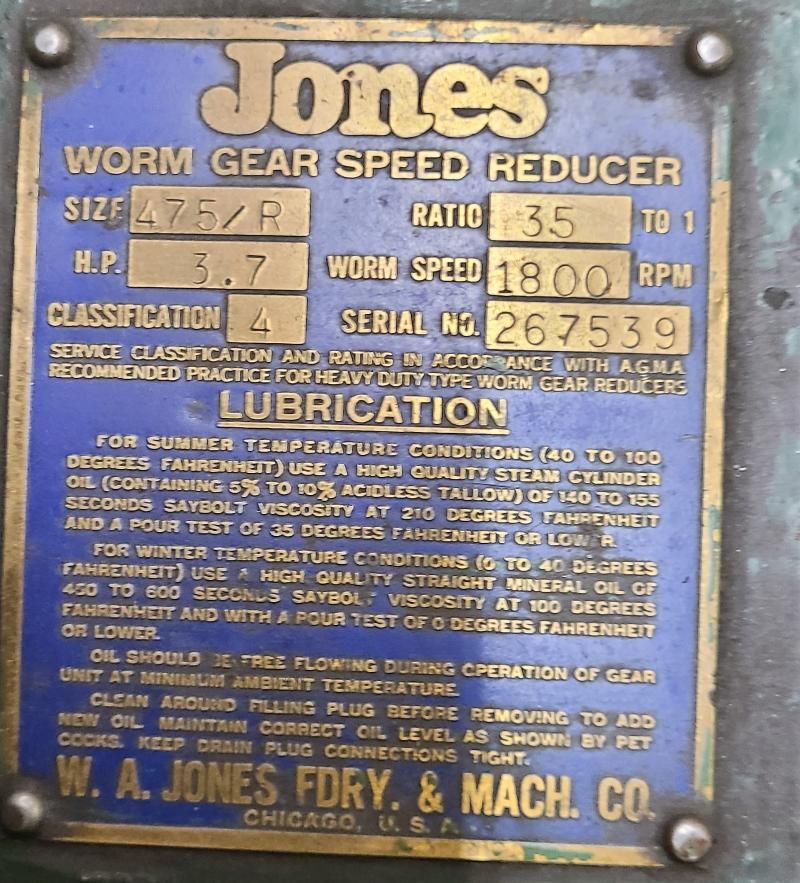 Jones
WORM GEAR SPEED REDUCER
SIZE 475/R RATIO 35 TO 1
H.P. 3.7 WORM SPEED 1800 RPM
CLASSIFICATION 4 SERIAL NO. 267539
SERVICE CLASSIFICATION AND RATING IN ACCORDANCE WITH A.G.M.A.
RECOMMENDED PRACTICE FOR HEAVY DUTY TYPE WORM GEAR REDUCERS
LUBRICATION
FOR SUMMER TEMPERATURE CONDITIONS (40 TO 100
DEGREES FAHRENHEIT) USE A HIGH QUALITY STEAM CYLINDER
OIL (CONTAINING 5% TO 10% ACIDLESS TALLOW) OF 140 TO 155
SECONDS SAYBOLT VISCOSITY AT 210 DEGREES FAHRENHEIT
AND A POUR TEST OF 35 DEGREES FAHRENHEIT OR LOWER.
FOR WINTER TEMPERATURE CONDITIONS (0 TO 40 DEGREES
FAHRENHEIT) USE A HIGH QUALITY STRAIGHT MINERAL OIL OF
450 TO 600 SECONDS SAYBOLT VISCOSITY AT 100 DEGREES
FAHRENHEIT AND WITH A POUR TEST OF 0 DEGREES FAHRENHEIT
OR LOWER.
OIL SHOULD BE FREE FLOWING DURING OPERATION OF GEAR
UNIT AT MINIMUM AMBIENT TEMPERATURE.
CLEAN AROUND FILLING PLUG BEFORE REMOVING TO ADD
NEW OIL. MAINTAIN CORRECT OIL LEVEL AS SHOWN BY PET
COCKS. KEEP DRAIN PLUG CONNECTIONS TIGHT.
W. A. JONES FDRY. & MACH. CO.
CHICAGO, U. S. A.